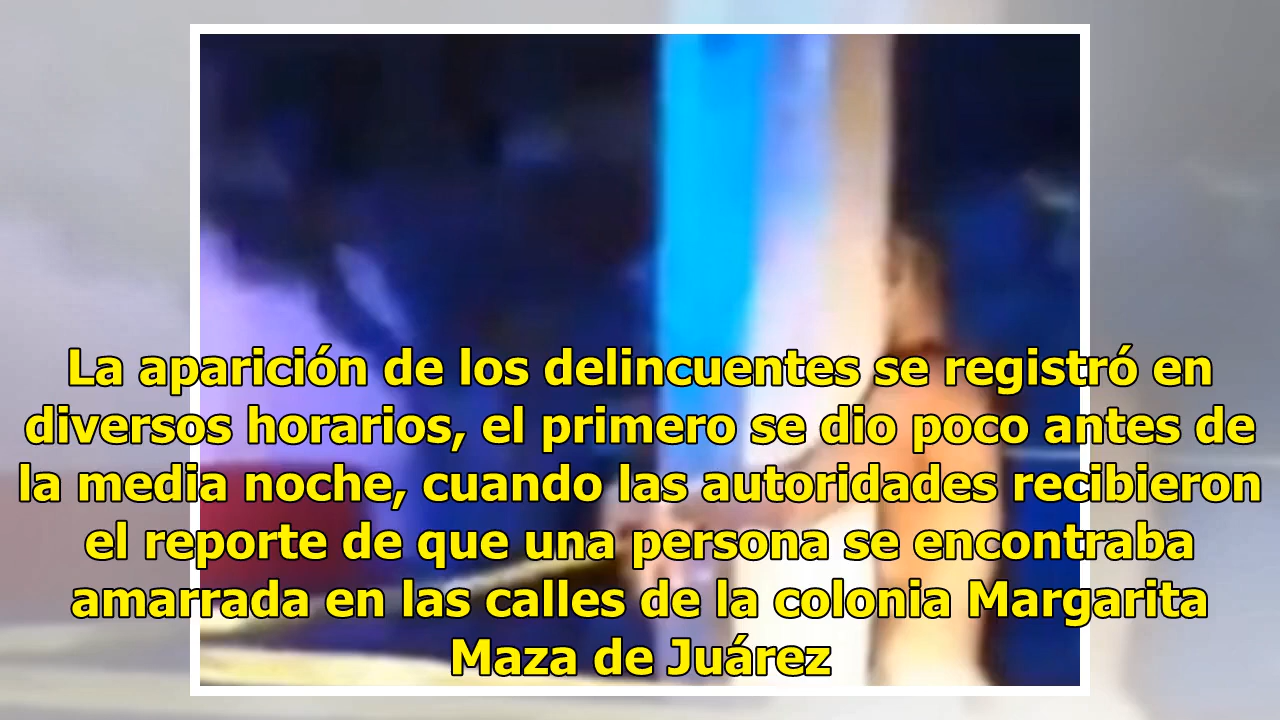 La aparición de los delincuentes se registró en
diversos horarios, el primero se dio poco antes de
la media noche, cuando las autoridades recibieron
el reporte de que una persona se encontraba
amarrada en las calles de la colonia Margarita
Maza de Juárez